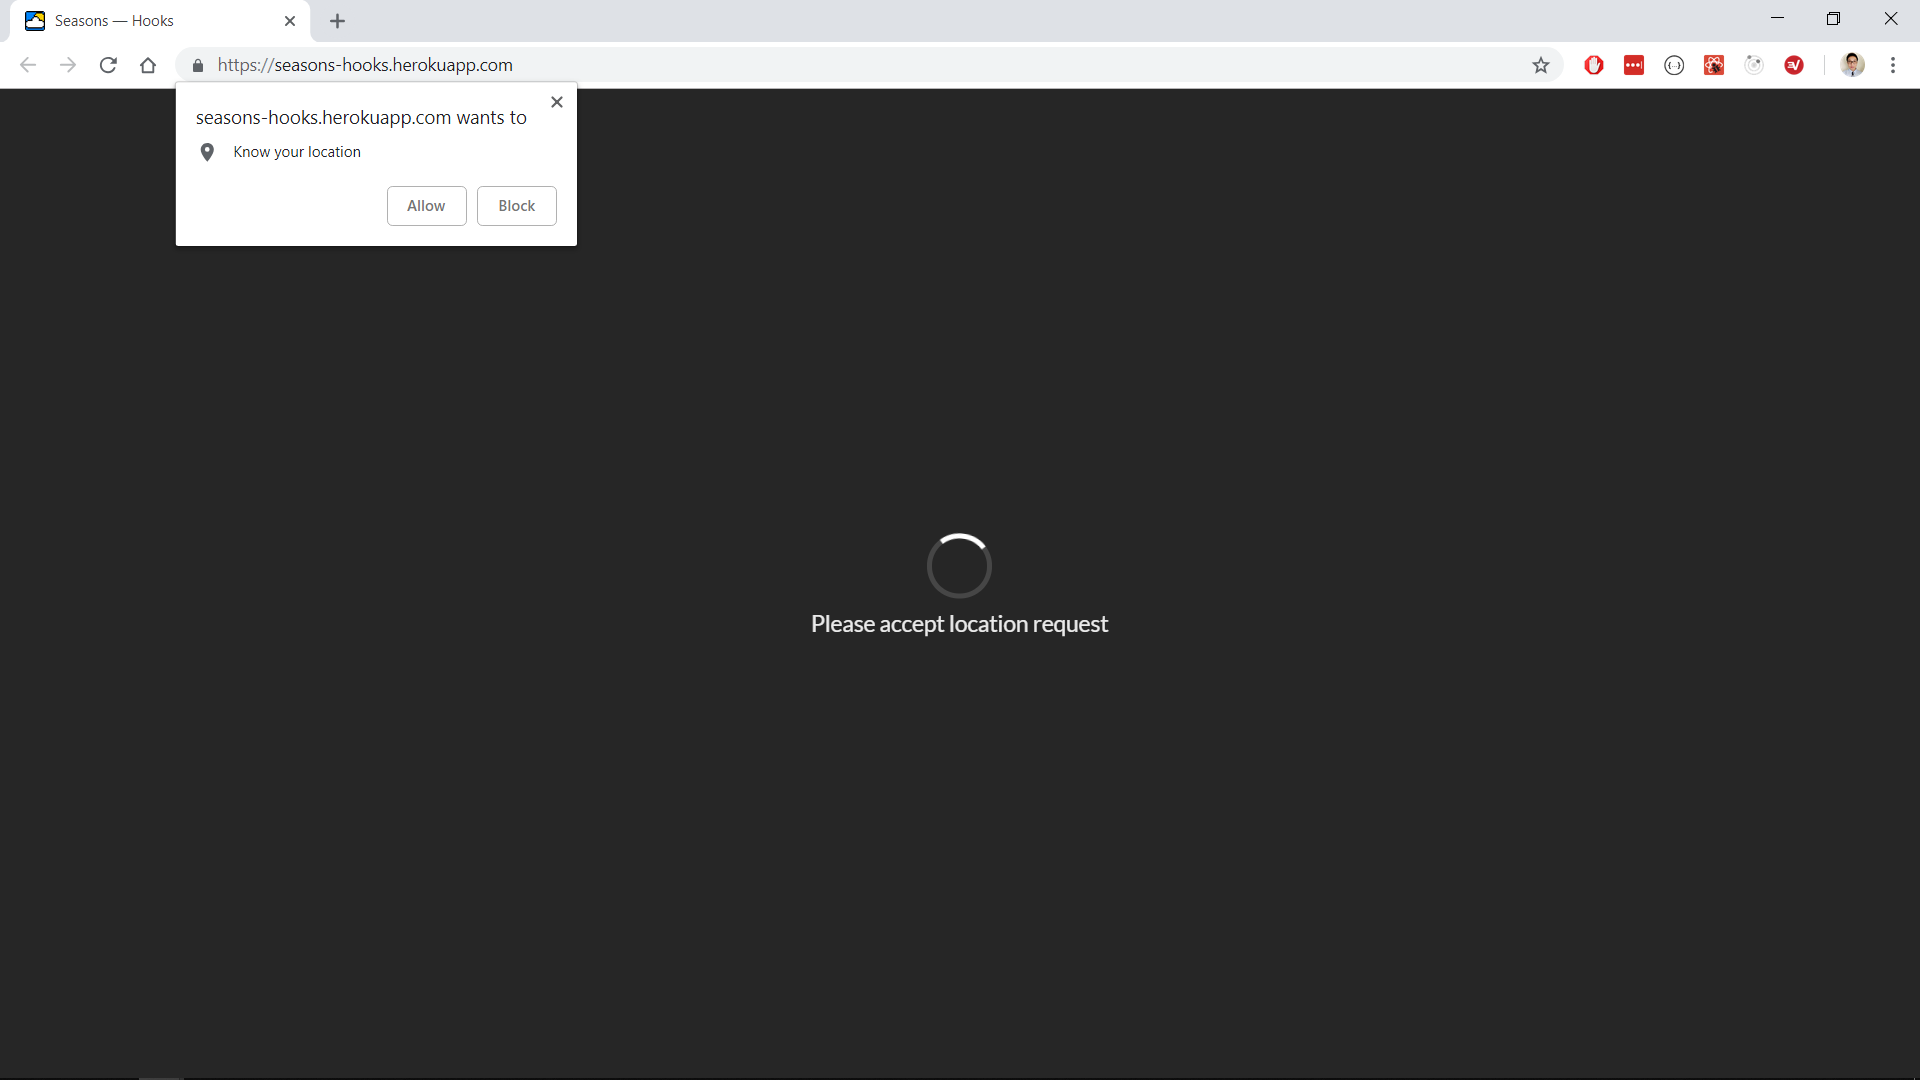 Seasons — Hooks
https://seasons-hooks.herokuapp.com
seasons-hooks.herokuapp.com wants to
Know your location
Allow
Block
Please accept location request